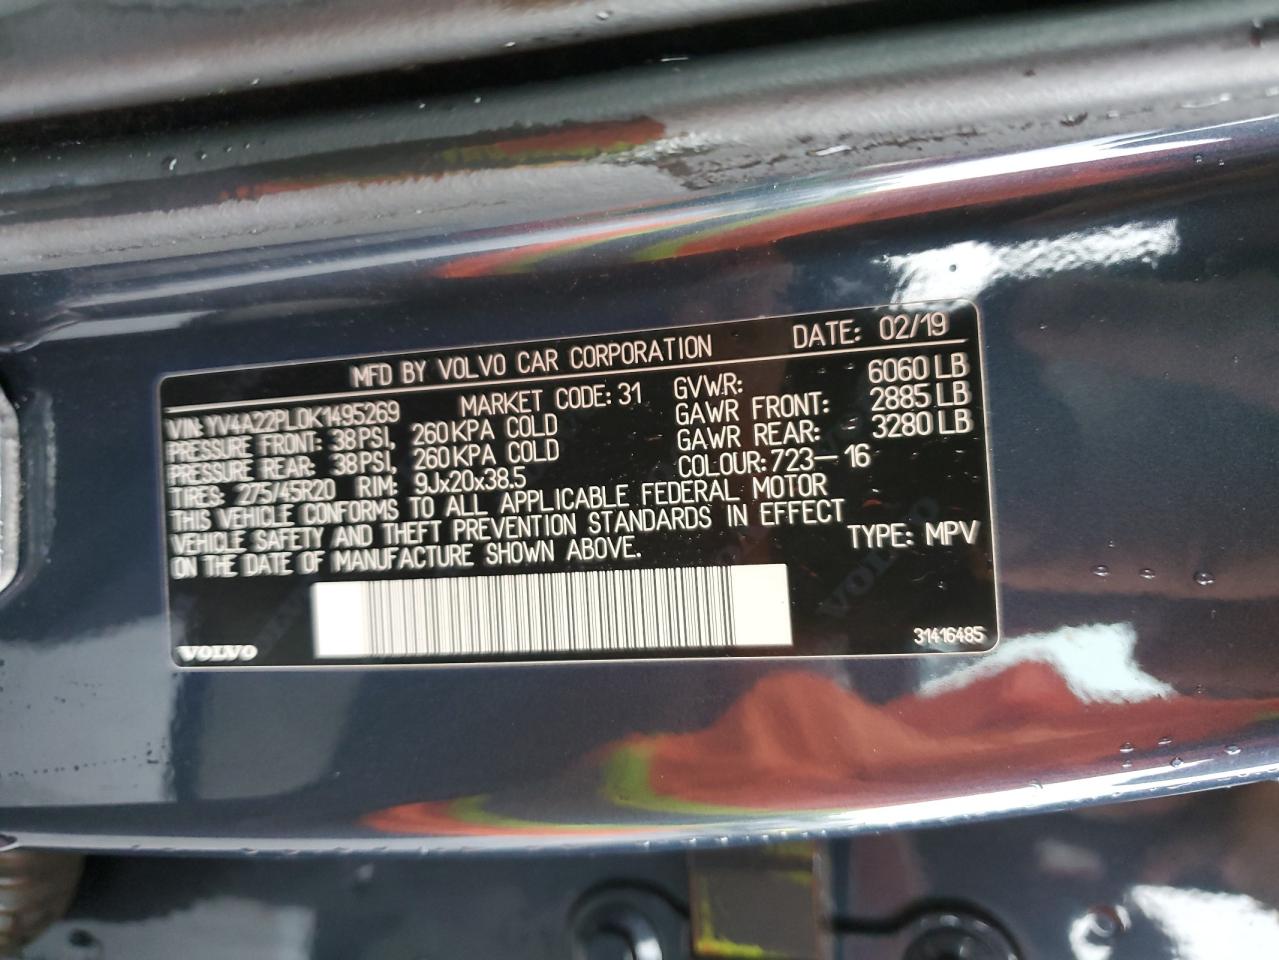 MFD BY VOLVO CAR CORPORATION DATE: 02/19
VIN: YV4A22PL0K1495269 MARKET CODE: 31 GVWR: 6060 LB
PRESSURE FRONT: 38 PSI, 260 KPA COLD GAWR FRONT: 2885 LB
PRESSURE REAR: 38 PSI, 260 KPA COLD GAWR REAR: 3280 LB
TIRES: 275/45R20 RIM: 9Jx20x38.5 COLOUR: 723-16
THIS VEHICLE CONFORMS TO ALL APPLICABLE FEDERAL MOTOR
VEHICLE SAFETY AND THEFT PREVENTION STANDARDS IN EFFECT
ON THE DATE OF MANUFACTURE SHOWN ABOVE. TYPE: MPV
VOLVO 31416485